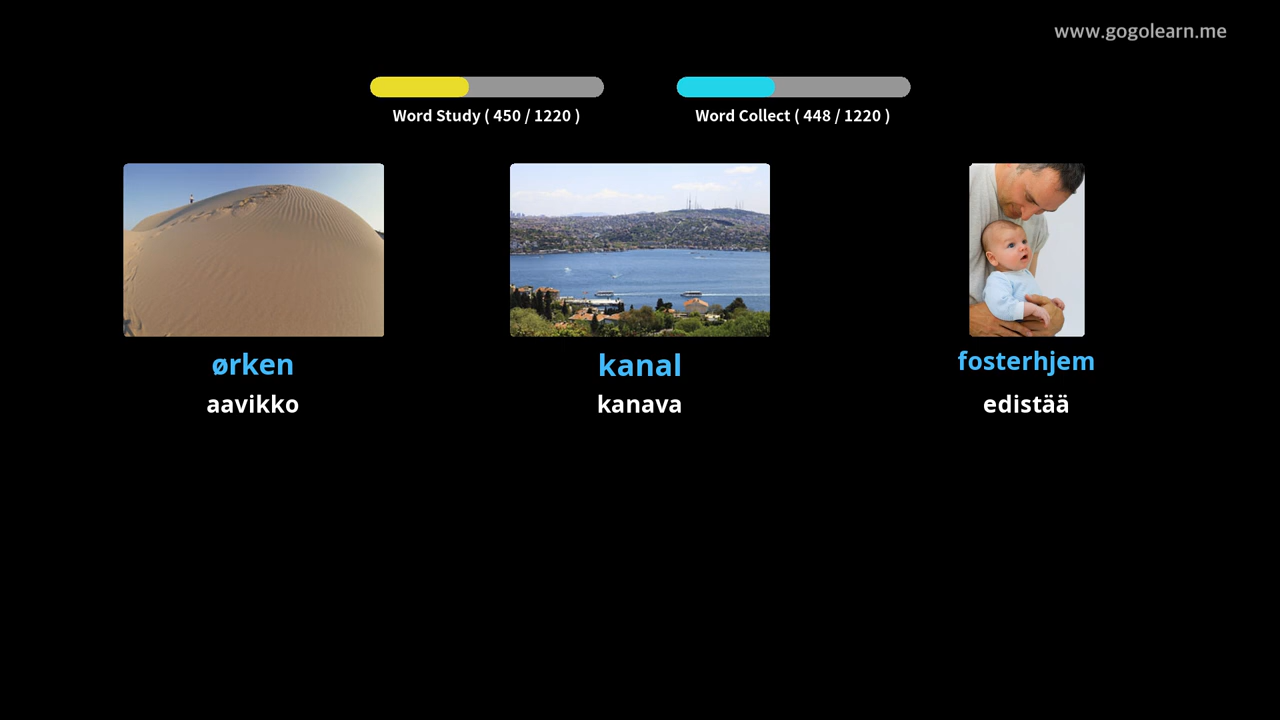 www.gogolearn.me
Word Study ( 450 / 1220 )
Word Collect ( 448 / 1220 )
ørken
aavikko
kanal
kanava
fosterhjem
edistää